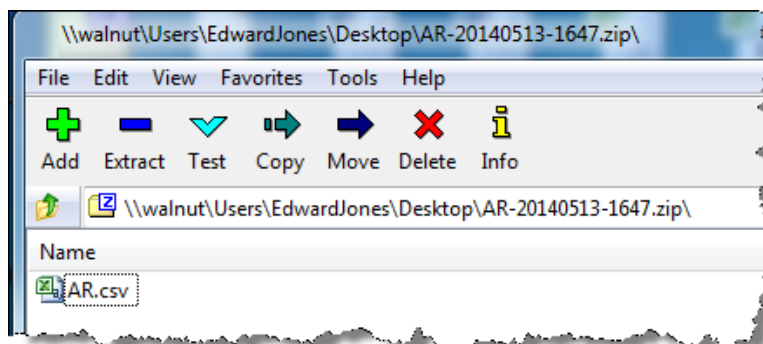 \\walnut\Users\EdwardJones\Desktop\AR-20140513-1647.zip\
File Edit View Favorites Tools Help
Add Extract Test Copy Move Delete Info
\\walnut\Users\EdwardJones\Desktop\AR-20140513-1647.zip\
Name
AR.csv